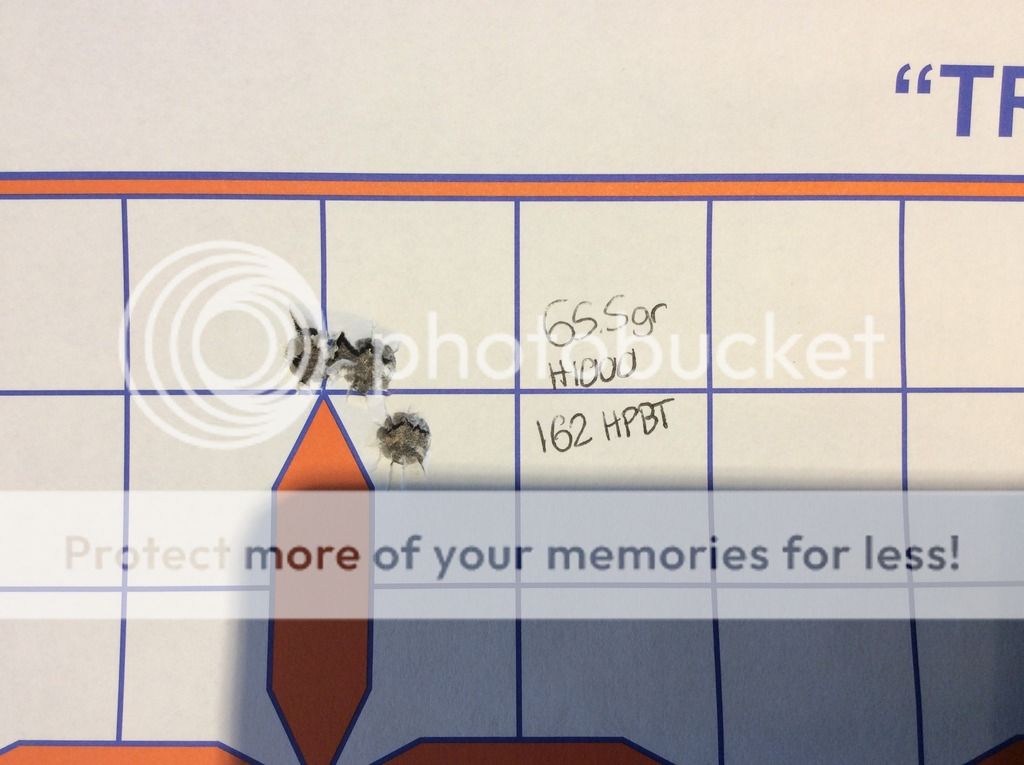 “TR
65.5gr
H1000
162 HPBT
photobucket
Protect more of your memories for less!